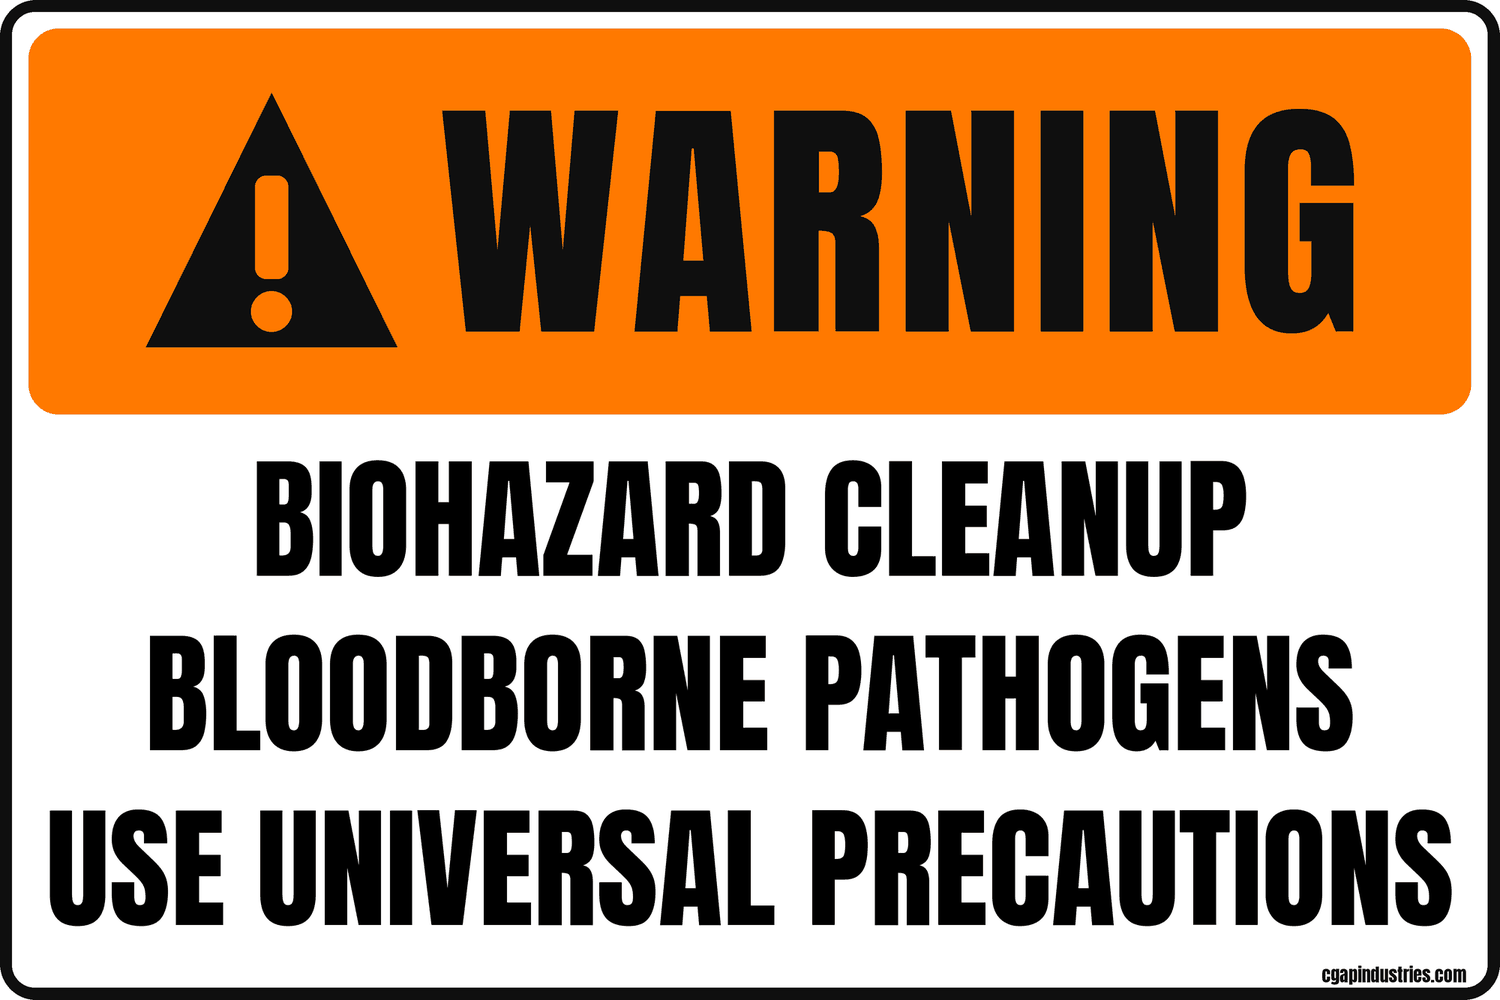 WARNING
BIOHAZARD CLEANUP
BLOODBORNE PATHOGENS
USE UNIVERSAL PRECAUTIONS
cgapindustries.com